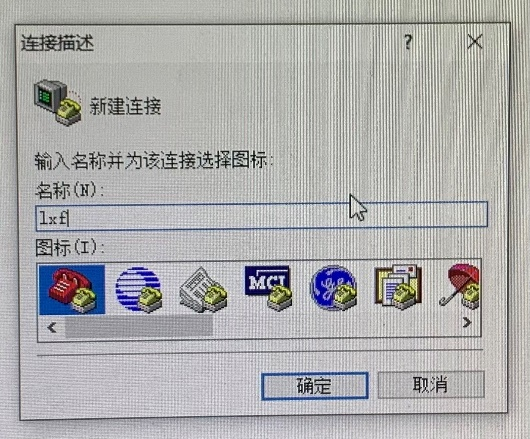 连接描述
?
新建连接
输入名称并为该连接选择图标:
名称(N):
lxf
图标(I):
MCI
确定
取消